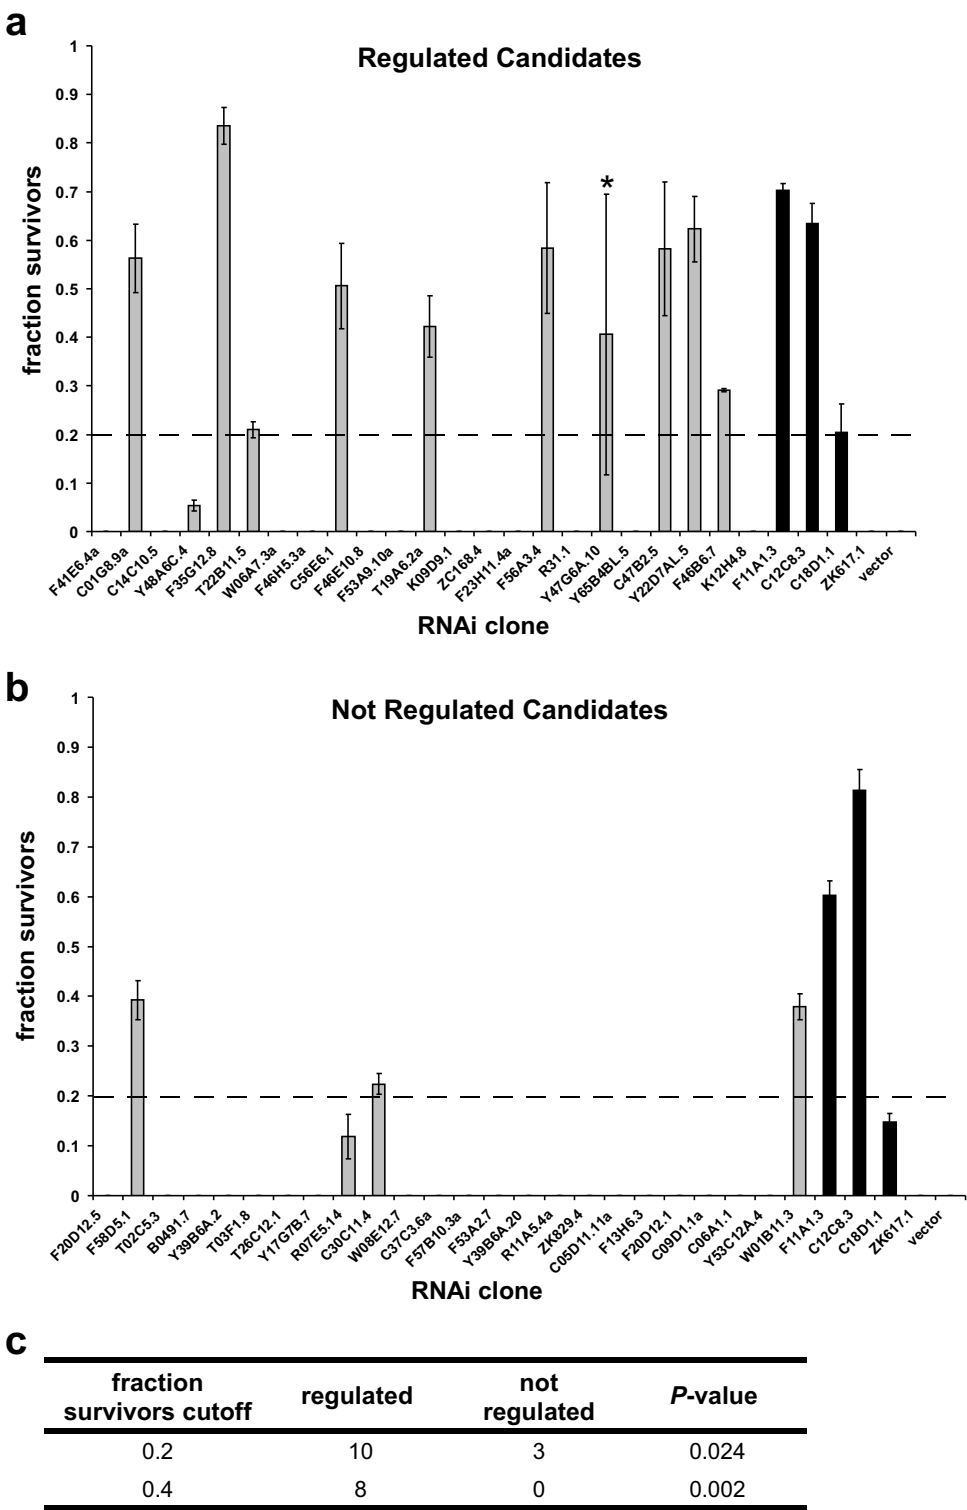 a
Regulated Candidates
fraction survivors
1
0.9
0.8
0.7
0.6
0.5
0.4
0.3
0.2
0.1
0
*
F41E6.4a
C01G8.9a
C14C10.5
Y48A6C.4
F35G12.8
T22B11.5
W06A7.3a
F46H5.3a
C56E6.1
F46E10.8
F53A9.10a
T19A6.2a
K09D9.1
ZC168.4
F23H11.4a
F56A3.4
R31.1
Y47G6A.10
Y65B4BL.5
C47B2.5
Y22D7AL.5
F46B6.7
K12H4.8
F11A1.3
C12C8.3
C18D1.1
ZK617.1
vector
RNAi clone
b
Not Regulated Candidates
fraction survivors
1
0.9
0.8
0.7
0.6
0.5
0.4
0.3
0.2
0.1
0
F20D12.5
F58D5.1
T02C5.3
B0491.7
Y39B6A.2
T03F1.8
T26C12.1
Y17G7B.7
R07E5.14
C30C11.4
W08E12.7
C37C3.6a
F57B10.3a
F53A2.7
Y39B6A.20
R11A5.4a
ZK829.4
C05D11.11a
F13H6.3
F20D12.1
C09D1.1a
C06A1.1
Y53C12A.4
W01B11.3
F11A1.3
C12C8.3
C18D1.1
ZK617.1
vector
RNAi clone
c
fraction survivors cutoff regulated not regulated P-value
0.2 10 3 0.024
0.4 8 0 0.002